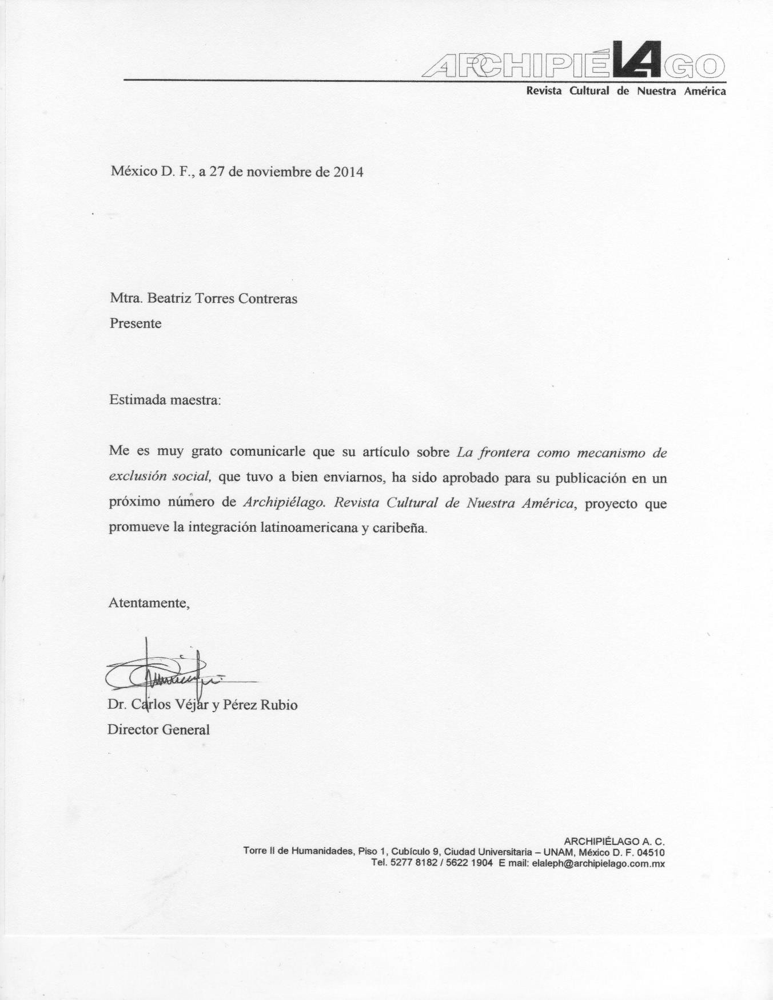 ARCHIPIÉLAGO
Revista Cultural de Nuestra América
México D. F., a 27 de noviembre de 2014
Mtra. Beatriz Torres Contreras
Presente
Estimada maestra:
Me es muy grato comunicarle que su artículo sobre La frontera como mecanismo de
exclusión social, que tuvo a bien enviarnos, ha sido aprobado para su publicación en un
próximo número de Archipiélago. Revista Cultural de Nuestra América, proyecto que
promueve la integración latinoamericana y caribeña.
Atentamente,
Dr. Carlos Véjar y Pérez Rubio
Director General
ARCHIPIÉLAGO A. C.
Torre II de Humanidades, Piso 1, Cubículo 9, Ciudad Universitaria – UNAM, México D. F. 04510
Tel. 5277 8182 / 5622 1904 E mail: elaleph@archipielago.com.mx